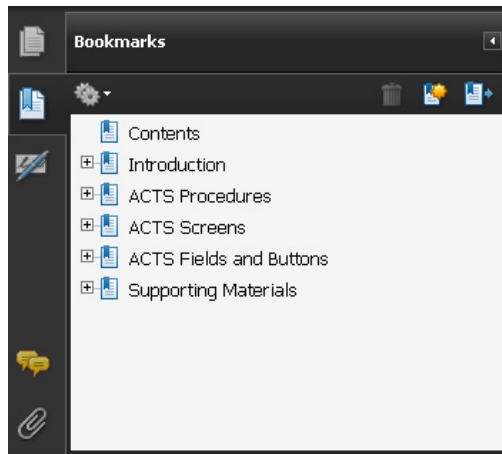 Bookmarks
Contents
Introduction
ACTS Procedures
ACTS Screens
ACTS Fields and Buttons
Supporting Materials